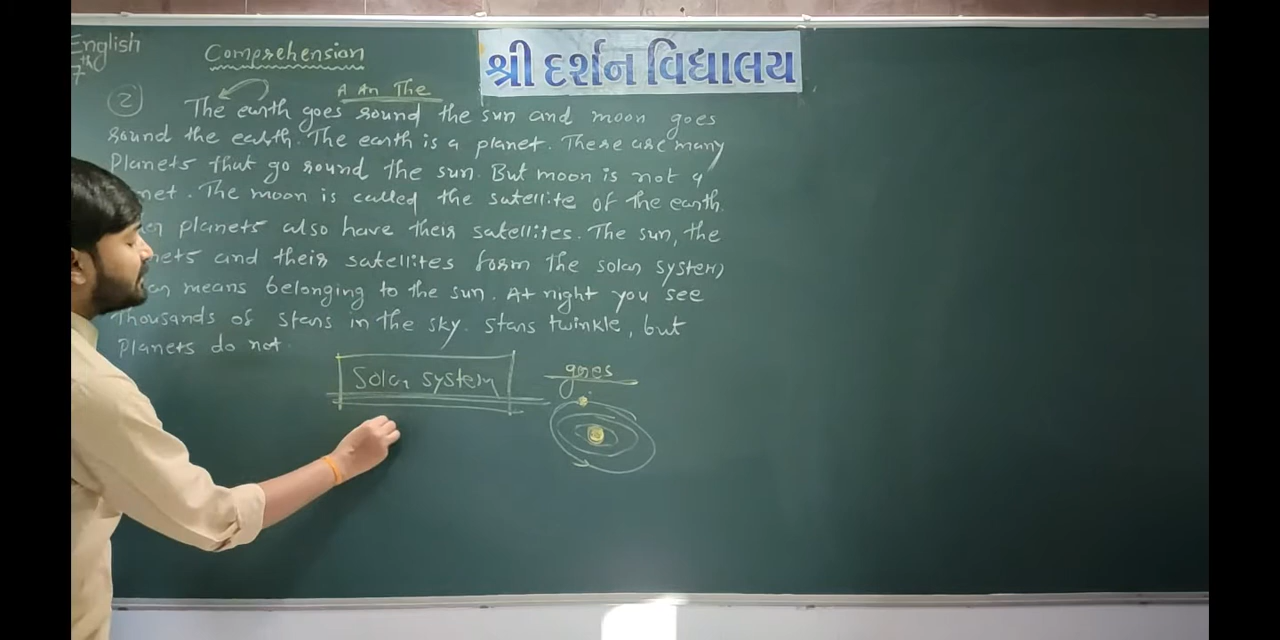 English
7th
Comprehension
શ્રી દર્શન વિદ્યાલય
A An The
(2) The earth goes round the sun and moon goes
round the earth. The earth is a planet. There are many
Planets that go round the sun. But moon is not a
net. The moon is called the satellite of the earth.
planets also have their satellites. The sun, the
nets and their satellites form the solar system,
means belonging to the sun. At night you see
Thousands of stars in the sky. Stars twinkle, but
Planets do not.
Solar system
goes